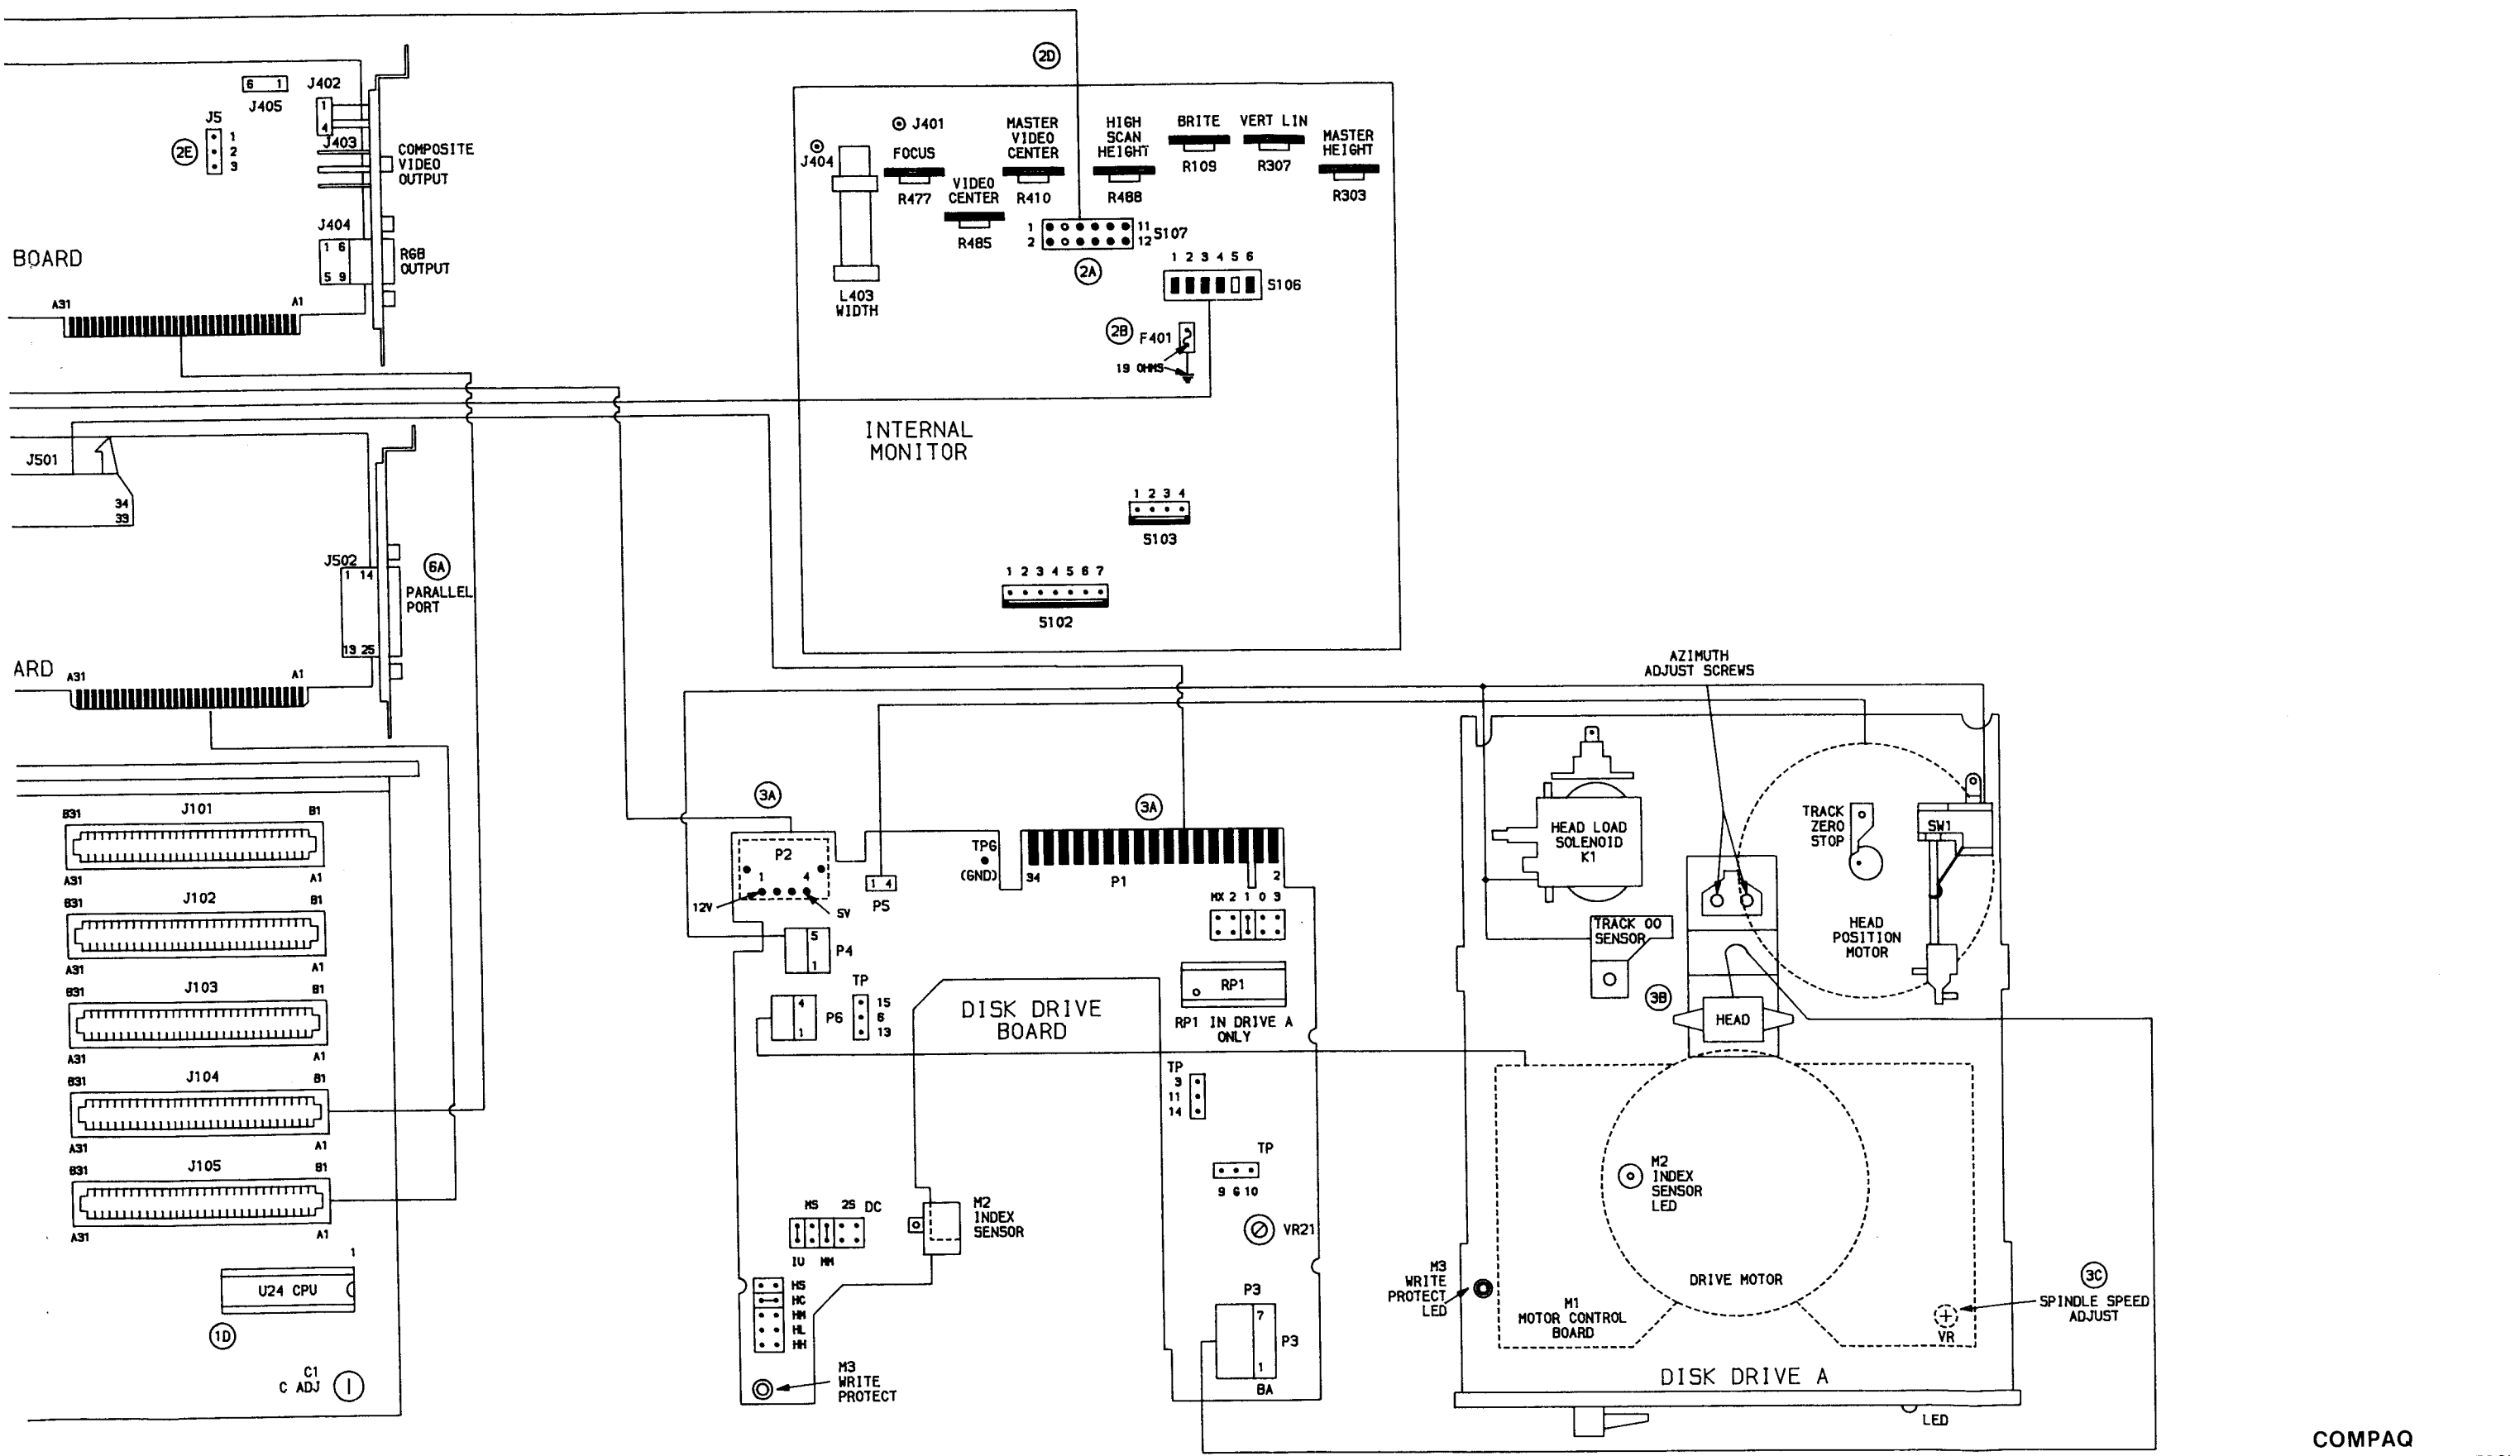 2D
6 1
J402
J405
1
4
J5
1
2
3
2E
J403
COMPOSITE
VIDEO
OUTPUT
J404
1 6
5 9
RGB
OUTPUT
BOARD
A31
A1
J404
J401
FOCUS
R477
VIDEO
CENTER
R485
MASTER
VIDEO
CENTER
R410
HIGH
SCAN
HEIGHT
R488
BRITE
R109
VERT LIN
R307
MASTER
HEIGHT
R303
1
2
11
12
S107
2A
1 2 3 4 5 6
S106
L403
WIDTH
2B
F401
19 OHMS
INTERNAL
MONITOR
1 2 3 4
S103
1 2 3 4 5 6 7
S102
J501
34
33
J502
1 14
13 25
6A
PARALLEL
PORT
ARD
A31
A1
J101
B31
B1
A31
A1
J102
B31
B1
A31
A1
J103
B31
B1
A31
A1
J104
B31
B1
A31
A1
J105
B31
B1
A31
A1
1
U24 CPU
1D
C1
C ADJ
3A
3A
P2
1
4
12V
5V
1 4
P5
TP6
(GND)
34
P1
2
MX 2 1 0 3
5
1
P4
4
1
P6
TP
15
6
13
DISK DRIVE
BOARD
RP1
RP1 IN DRIVE A
ONLY
TP
3
11
14
TP
9 6 10
VR21
M2
INDEX
SENSOR
MS
2S
DC
IU
MM
HS
HC
HM
HL
HH
M3
WRITE
PROTECT
P3
7
1
P3
BA
AZIMUTH
ADJUST SCREWS
HEAD LOAD
SOLENOID
K1
TRACK
ZERO
STOP
SW1
TRACK 00
SENSOR
HEAD
POSITION
MOTOR
3B
HEAD
M2
INDEX
SENSOR
LED
DRIVE MOTOR
M3
WRITE
PROTECT
LED
M1
MOTOR CONTROL
BOARD
VR
3C
SPINDLE SPEED
ADJUST
DISK DRIVE A
LED
COMPAQ